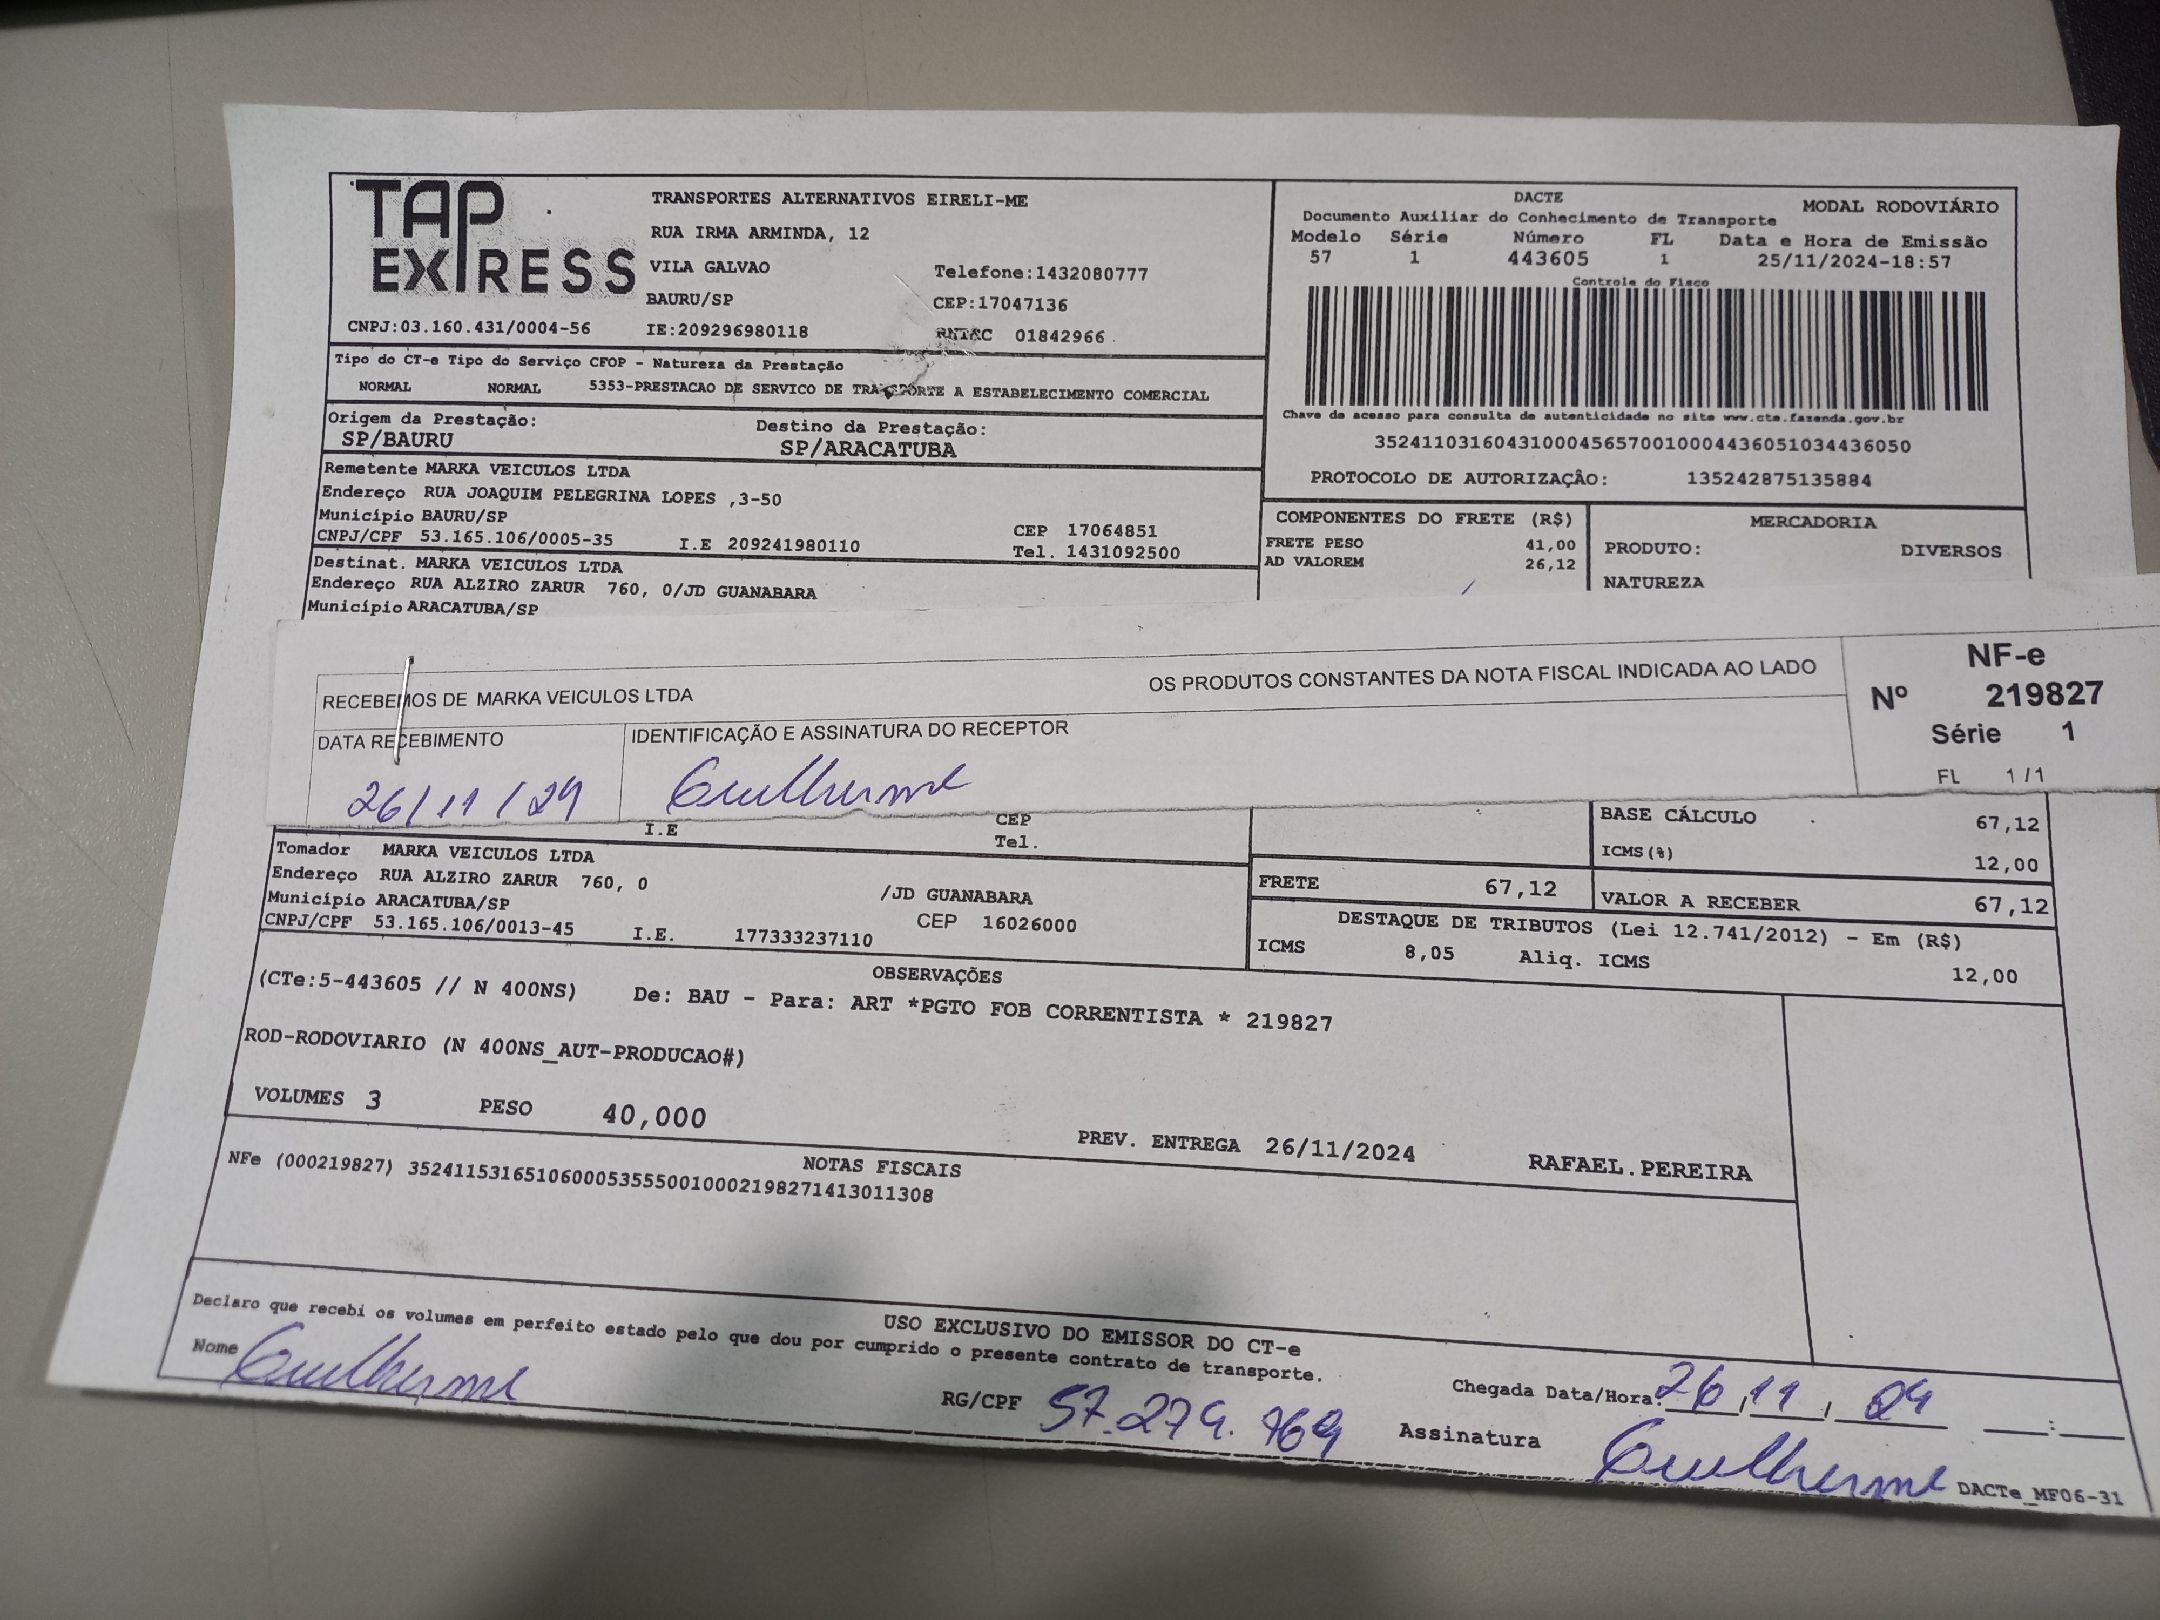 TAP EXPRESS
TRANSPORTES ALTERNATIVOS EIRELI-ME
RUA IRMA ARMINDA, 12
VILA GALVAO Telefone:1432080777
BAURU/SP CEP:17047136
CNPJ:03.160.431/0004-56 IE:209296980118 RNTRC 01842966
DACTE MODAL RODOVIÁRIO
Documento Auxiliar do Conhecimento de Transporte
Modelo Série Número FL Data e Hora de Emissão
57 1 443605 1 25/11/2024-18:57
Controle do Fisco
Chave de acesso para consulta de autenticidade no site www.cte.fazenda.gov.br
35241103160431000456570010004436051034436050
PROTOCOLO DE AUTORIZAÇÂO: 135242875135884
Tipo do CT-e Tipo do Serviço CFOP - Natureza da Prestação
NORMAL NORMAL 5353-PRESTACAO DE SERVICO DE TRANSPORTE A ESTABELECIMENTO COMERCIAL
Origem da Prestação: Destino da Prestação:
SP/BAURU SP/ARACATUBA
Remetente MARKA VEICULOS LTDA
Endereço RUA JOAQUIM PELEGRINA LOPES ,3-50
Município BAURU/SP CEP 17064851
CNPJ/CPF 53.165.106/0005-35 I.E 209241980110 Tel. 1431092500
Destinat. MARKA VEICULOS LTDA
Endereço RUA ALZIRO ZARUR 760, 0/JD GUANABARA
Município ARACATUBA/SP
COMPONENTES DO FRETE (R$) MERCADORIA
FRETE PESO 41,00 PRODUTO: DIVERSOS
AD VALOREM 26,12 NATUREZA
RECEBEMOS DE MARKA VEICULOS LTDA OS PRODUTOS CONSTANTES DA NOTA FISCAL INDICADA AO LADO
DATA RECEBIMENTO IDENTIFICAÇÃO E ASSINATURA DO RECEPTOR
26/11/24 Guilherme
NF-e
Nº 219827
Série 1
FL 1/1
I.E CEP
Tel.
Tomador MARKA VEICULOS LTDA
Endereço RUA ALZIRO ZARUR 760, 0 /JD GUANABARA
Município ARACATUBA/SP CEP 16026000
CNPJ/CPF 53.165.106/0013-45 I.E. 177333237110
BASE CÁLCULO 67,12
ICMS(%) 12,00
FRETE 67,12 VALOR A RECEBER 67,12
DESTAQUE DE TRIBUTOS (Lei 12.741/2012) - Em (R$)
ICMS 8,05 Aliq. ICMS 12,00
OBSERVAÇÕES
(CTe:5-443605 // N 400NS) De: BAU - Para: ART *PGTO FOB CORRENTISTA * 219827
ROD-RODOVIARIO (N 400NS_AUT-PRODUCAO#)
VOLUMES 3 PESO 40,000 PREV. ENTREGA 26/11/2024 RAFAEL.PEREIRA
NOTAS FISCAIS
NFe (000219827) 35241153165106000535550010002198271413011308
USO EXCLUSIVO DO EMISSOR DO CT-e
Declaro que recebi os volumes em perfeito estado pelo que dou por cumprido o presente contrato de transporte.
Nome Guilherme RG/CPF 57.279.769 Chegada Data/Hora: 26/11/24 __:__
Assinatura Guilherme DACTe_MF06-31